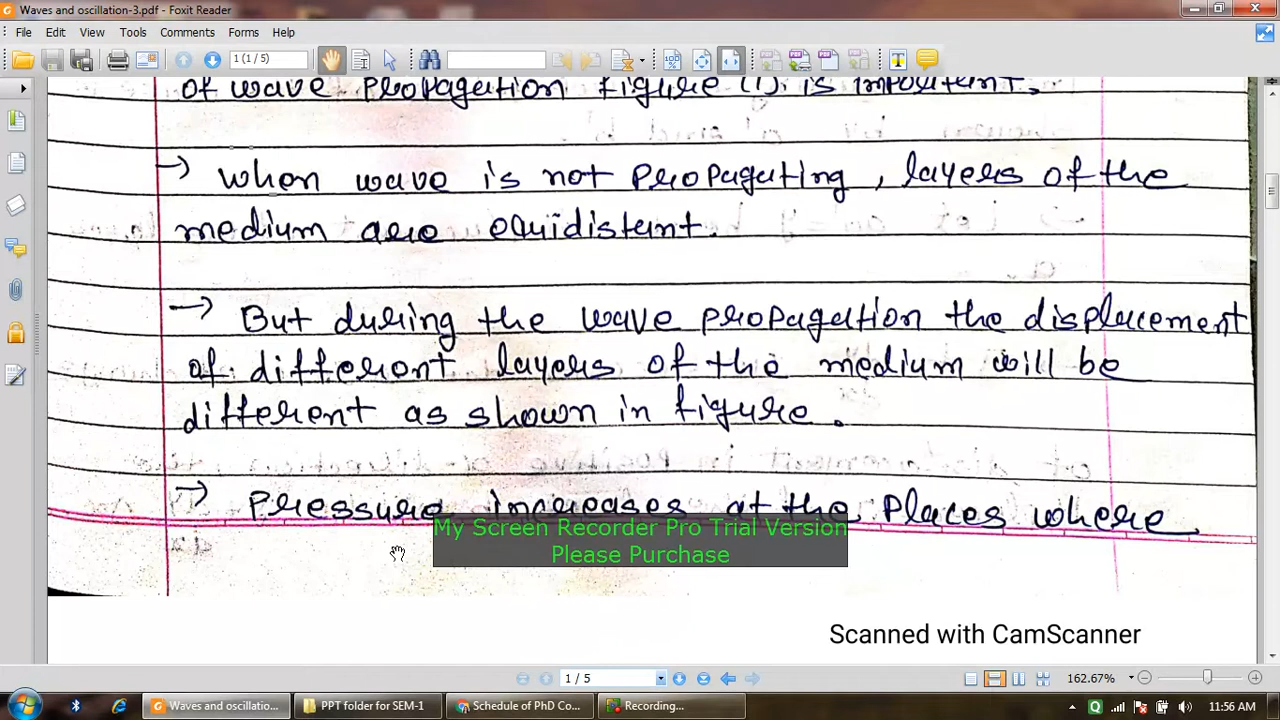 Waves and oscillation-3.pdf - Foxit Reader
File Edit View Tools Comments Forms Help
1 (1 / 5)
of wave propagation figure (1). is important.
→ When wave is not propagating, layers of the
medium are equidistant.
→ But during the wave propagation the displacement
of different layers of the medium will be
different as shown in figure.
→ Pressure increases at the places where
My Screen Recorder Pro Trial Version
Please Purchase
Scanned with CamScanner
1 / 5
162.67%
Waves and oscillatio...
PPT folder for SEM-1
Schedule of PhD Co...
Recording...
11:56 AM